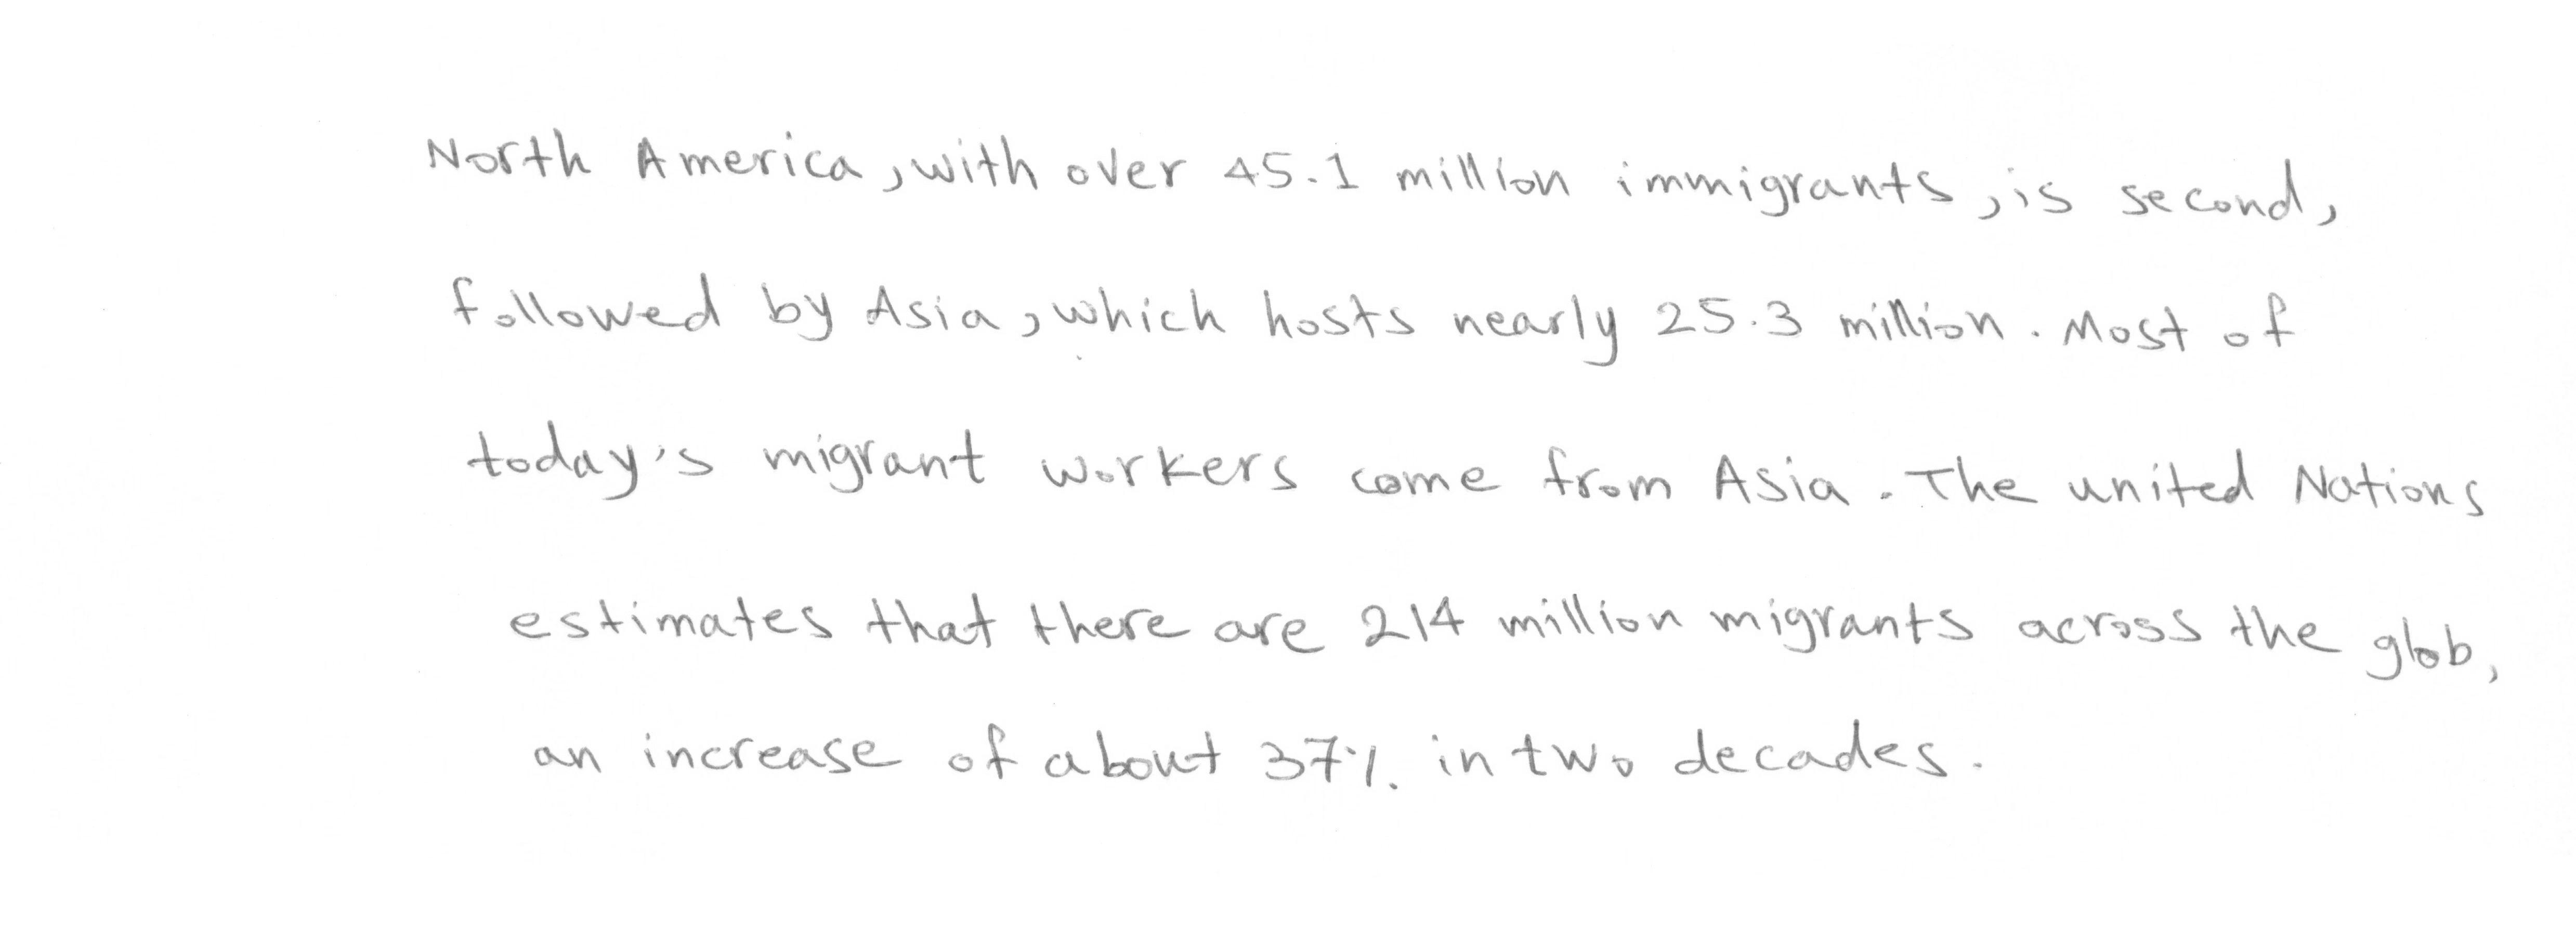 North America, with over 45.1 million immigrants, is second,
followed by Asia, which hosts nearly 25.3 million. Most of
today's migrant workers come from Asia. The united Nations
estimates that there are 214 million migrants across the glob,
an increase of about 37% in two decades.